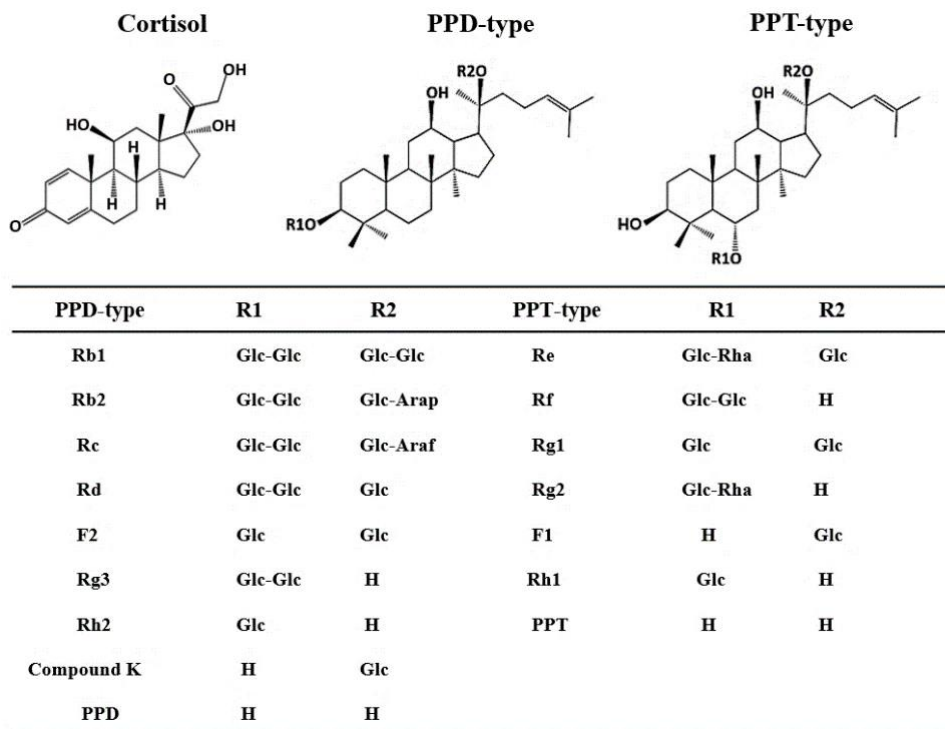 Cortisol PPD-type PPT-type
O OH
HO OH
H
H H
O
R2O
OH
R1O
R2O
OH
HO
R1O
PPD-type R1 R2 PPT-type R1 R2
Rb1 Glc-Glc Glc-Glc Re Glc-Rha Glc
Rb2 Glc-Glc Glc-Arap Rf Glc-Glc H
Rc Glc-Glc Glc-Araf Rg1 Glc Glc
Rd Glc-Glc Glc Rg2 Glc-Rha H
F2 Glc Glc F1 H Glc
Rg3 Glc-Glc H Rh1 Glc H
Rh2 Glc H PPT H H
Compound K H Glc
PPD H H